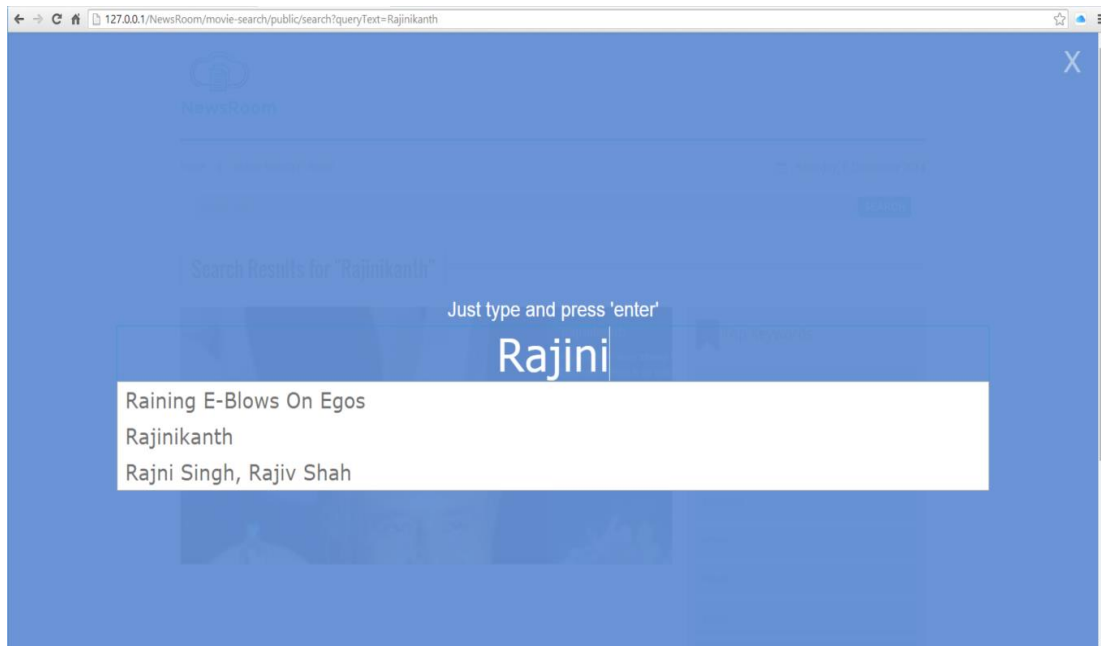 127.0.0.1/NewsRoom/movie-search/public/search?queryText=Rajinikanth
X
NewsRoom
Search Results for "Rajinikanth"
Just type and press 'enter'
Rajini
Raining E-Blows On Egos
Rajinikanth
Rajni Singh, Rajiv Shah